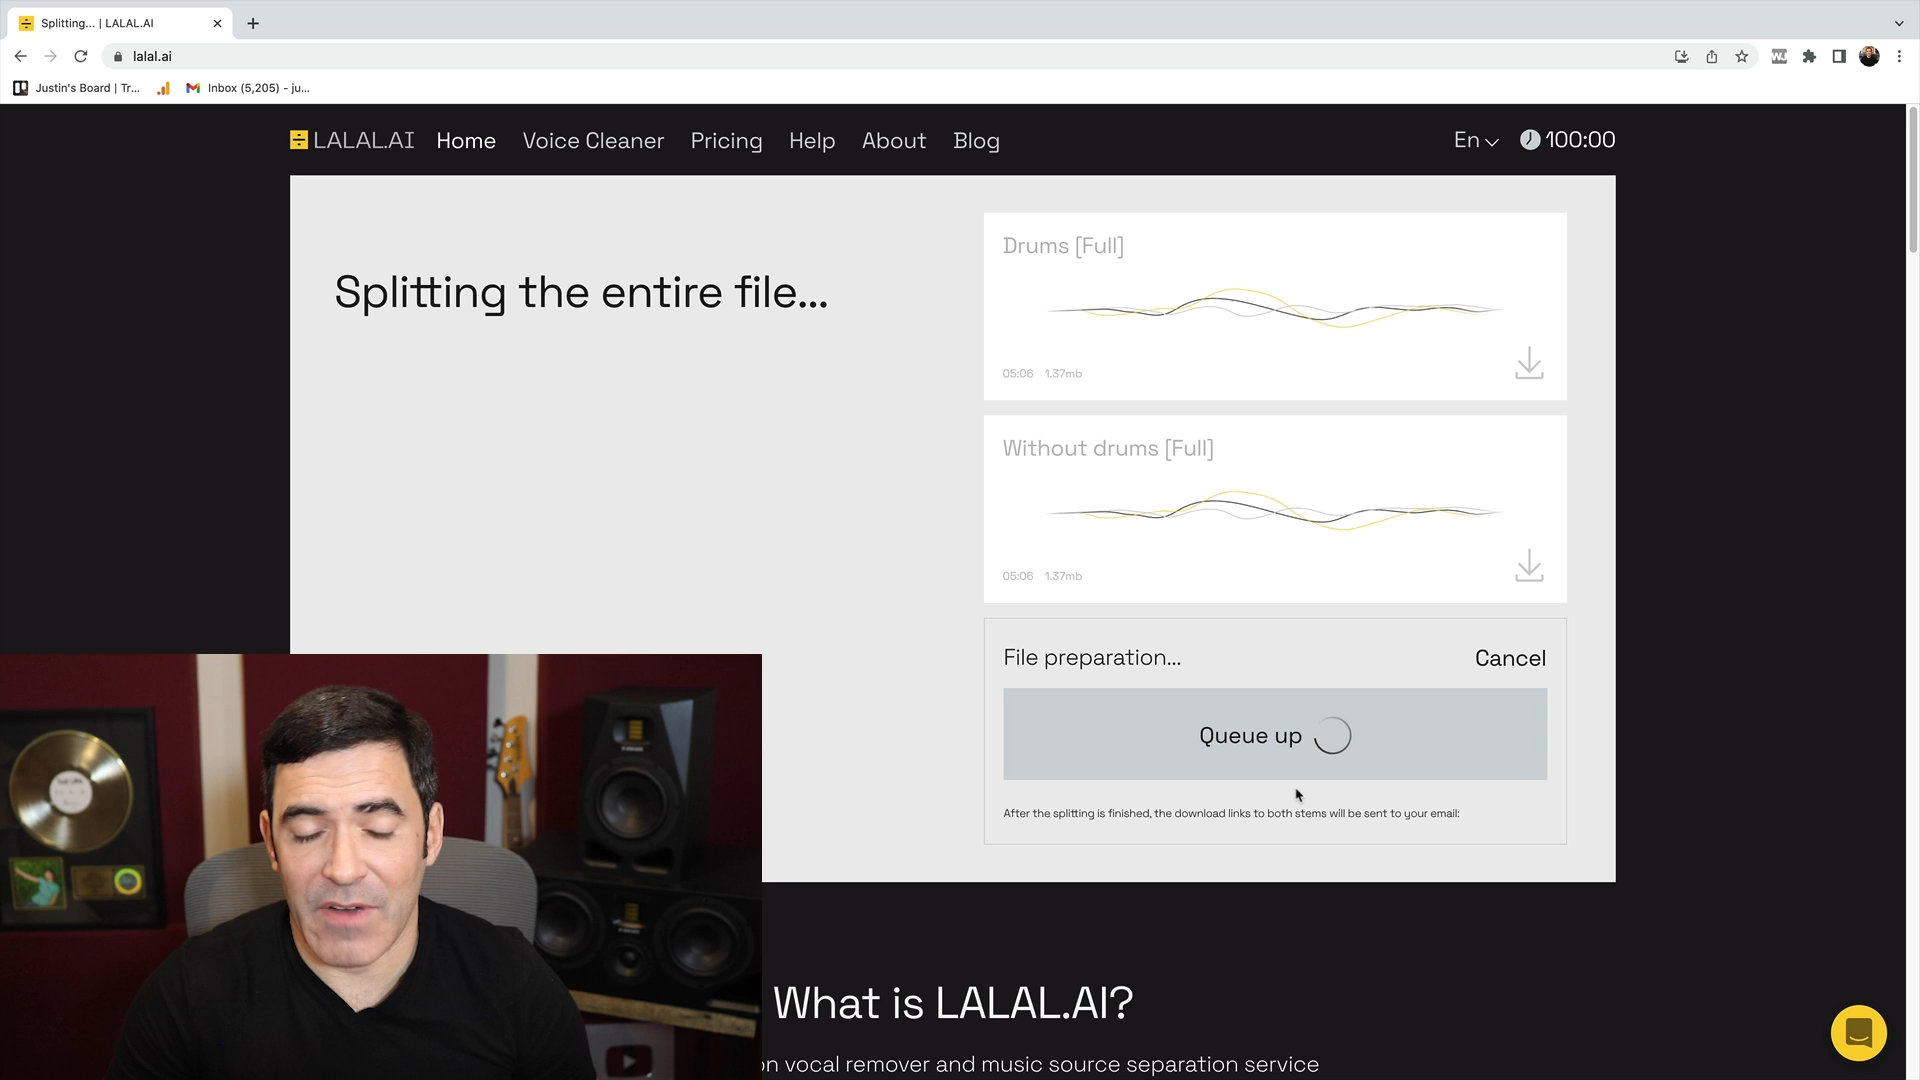 Splitting... | LALAL.AI
lalal.ai
Justin's Board | Tr...
Inbox (5,205) - ju...
LALAL.AI
Home
Voice Cleaner
Pricing
Help
About
Blog
En
100:00
Splitting the entire file...
Drums [Full]
05:06 1.37mb
Without drums [Full]
05:06 1.37mb
File preparation...
Cancel
Queue up
After the splitting is finished, the download links to both stems will be sent to your email:
What is LALAL.AI?
on vocal remover and music source separation service